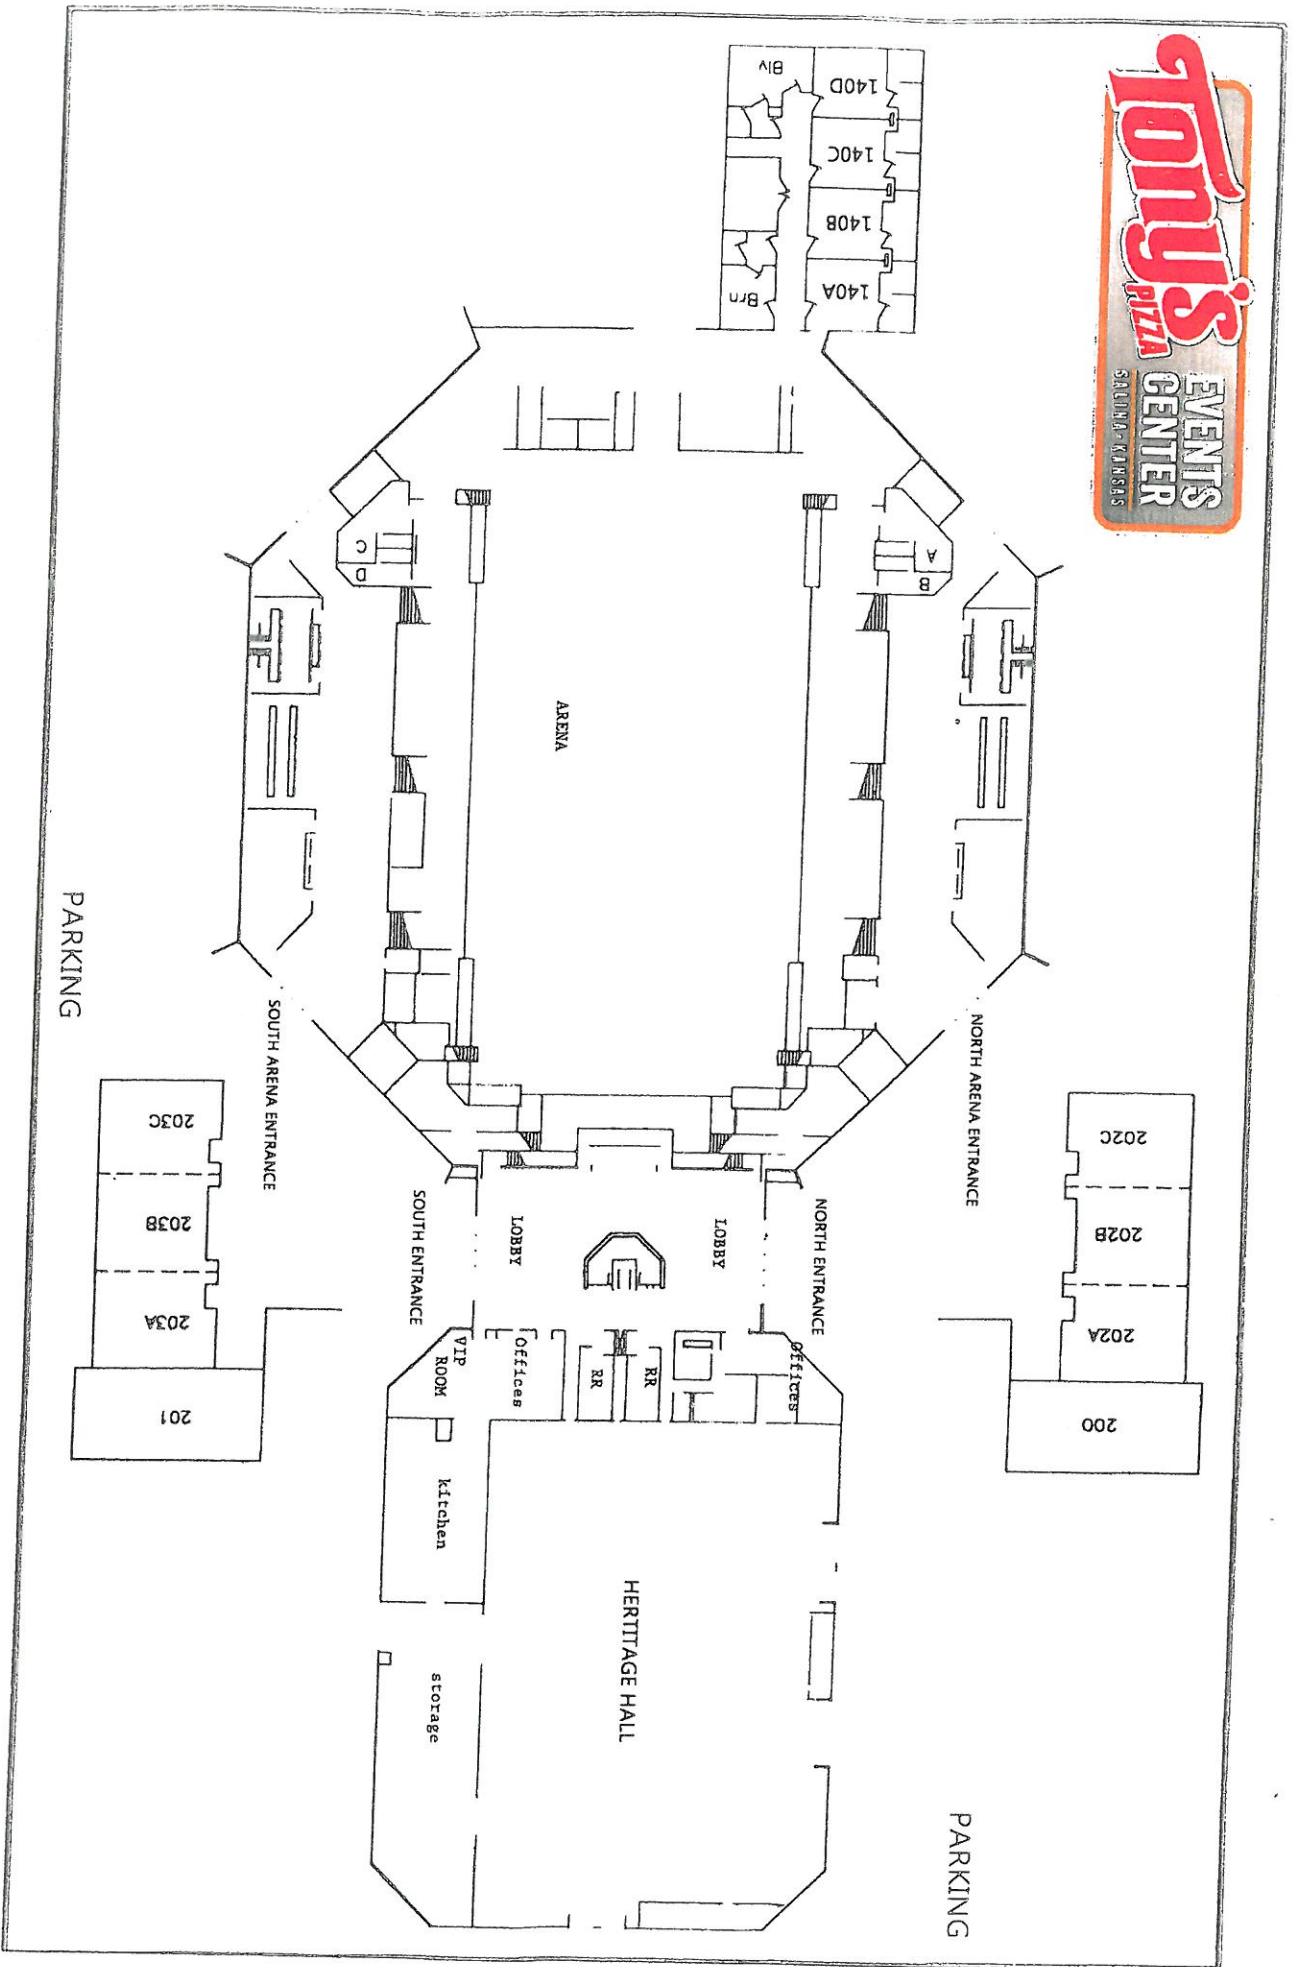 Tony's
PIZZA
EVENTS
CENTER
SALINA • KANSAS
Blv
140D
140C
140B
140A
Brn
A
B
C
D
ARENA
NORTH ARENA ENTRANCE
SOUTH ARENA ENTRANCE
PARKING
202C
202B
202A
200
203C
203B
203A
201
NORTH ENTRANCE
LOBBY
LOBBY
SOUTH ENTRANCE
Offices
RR
RR
Offices
VIP
ROOM
kitchen
HERTITAGE HALL
storage
PARKING